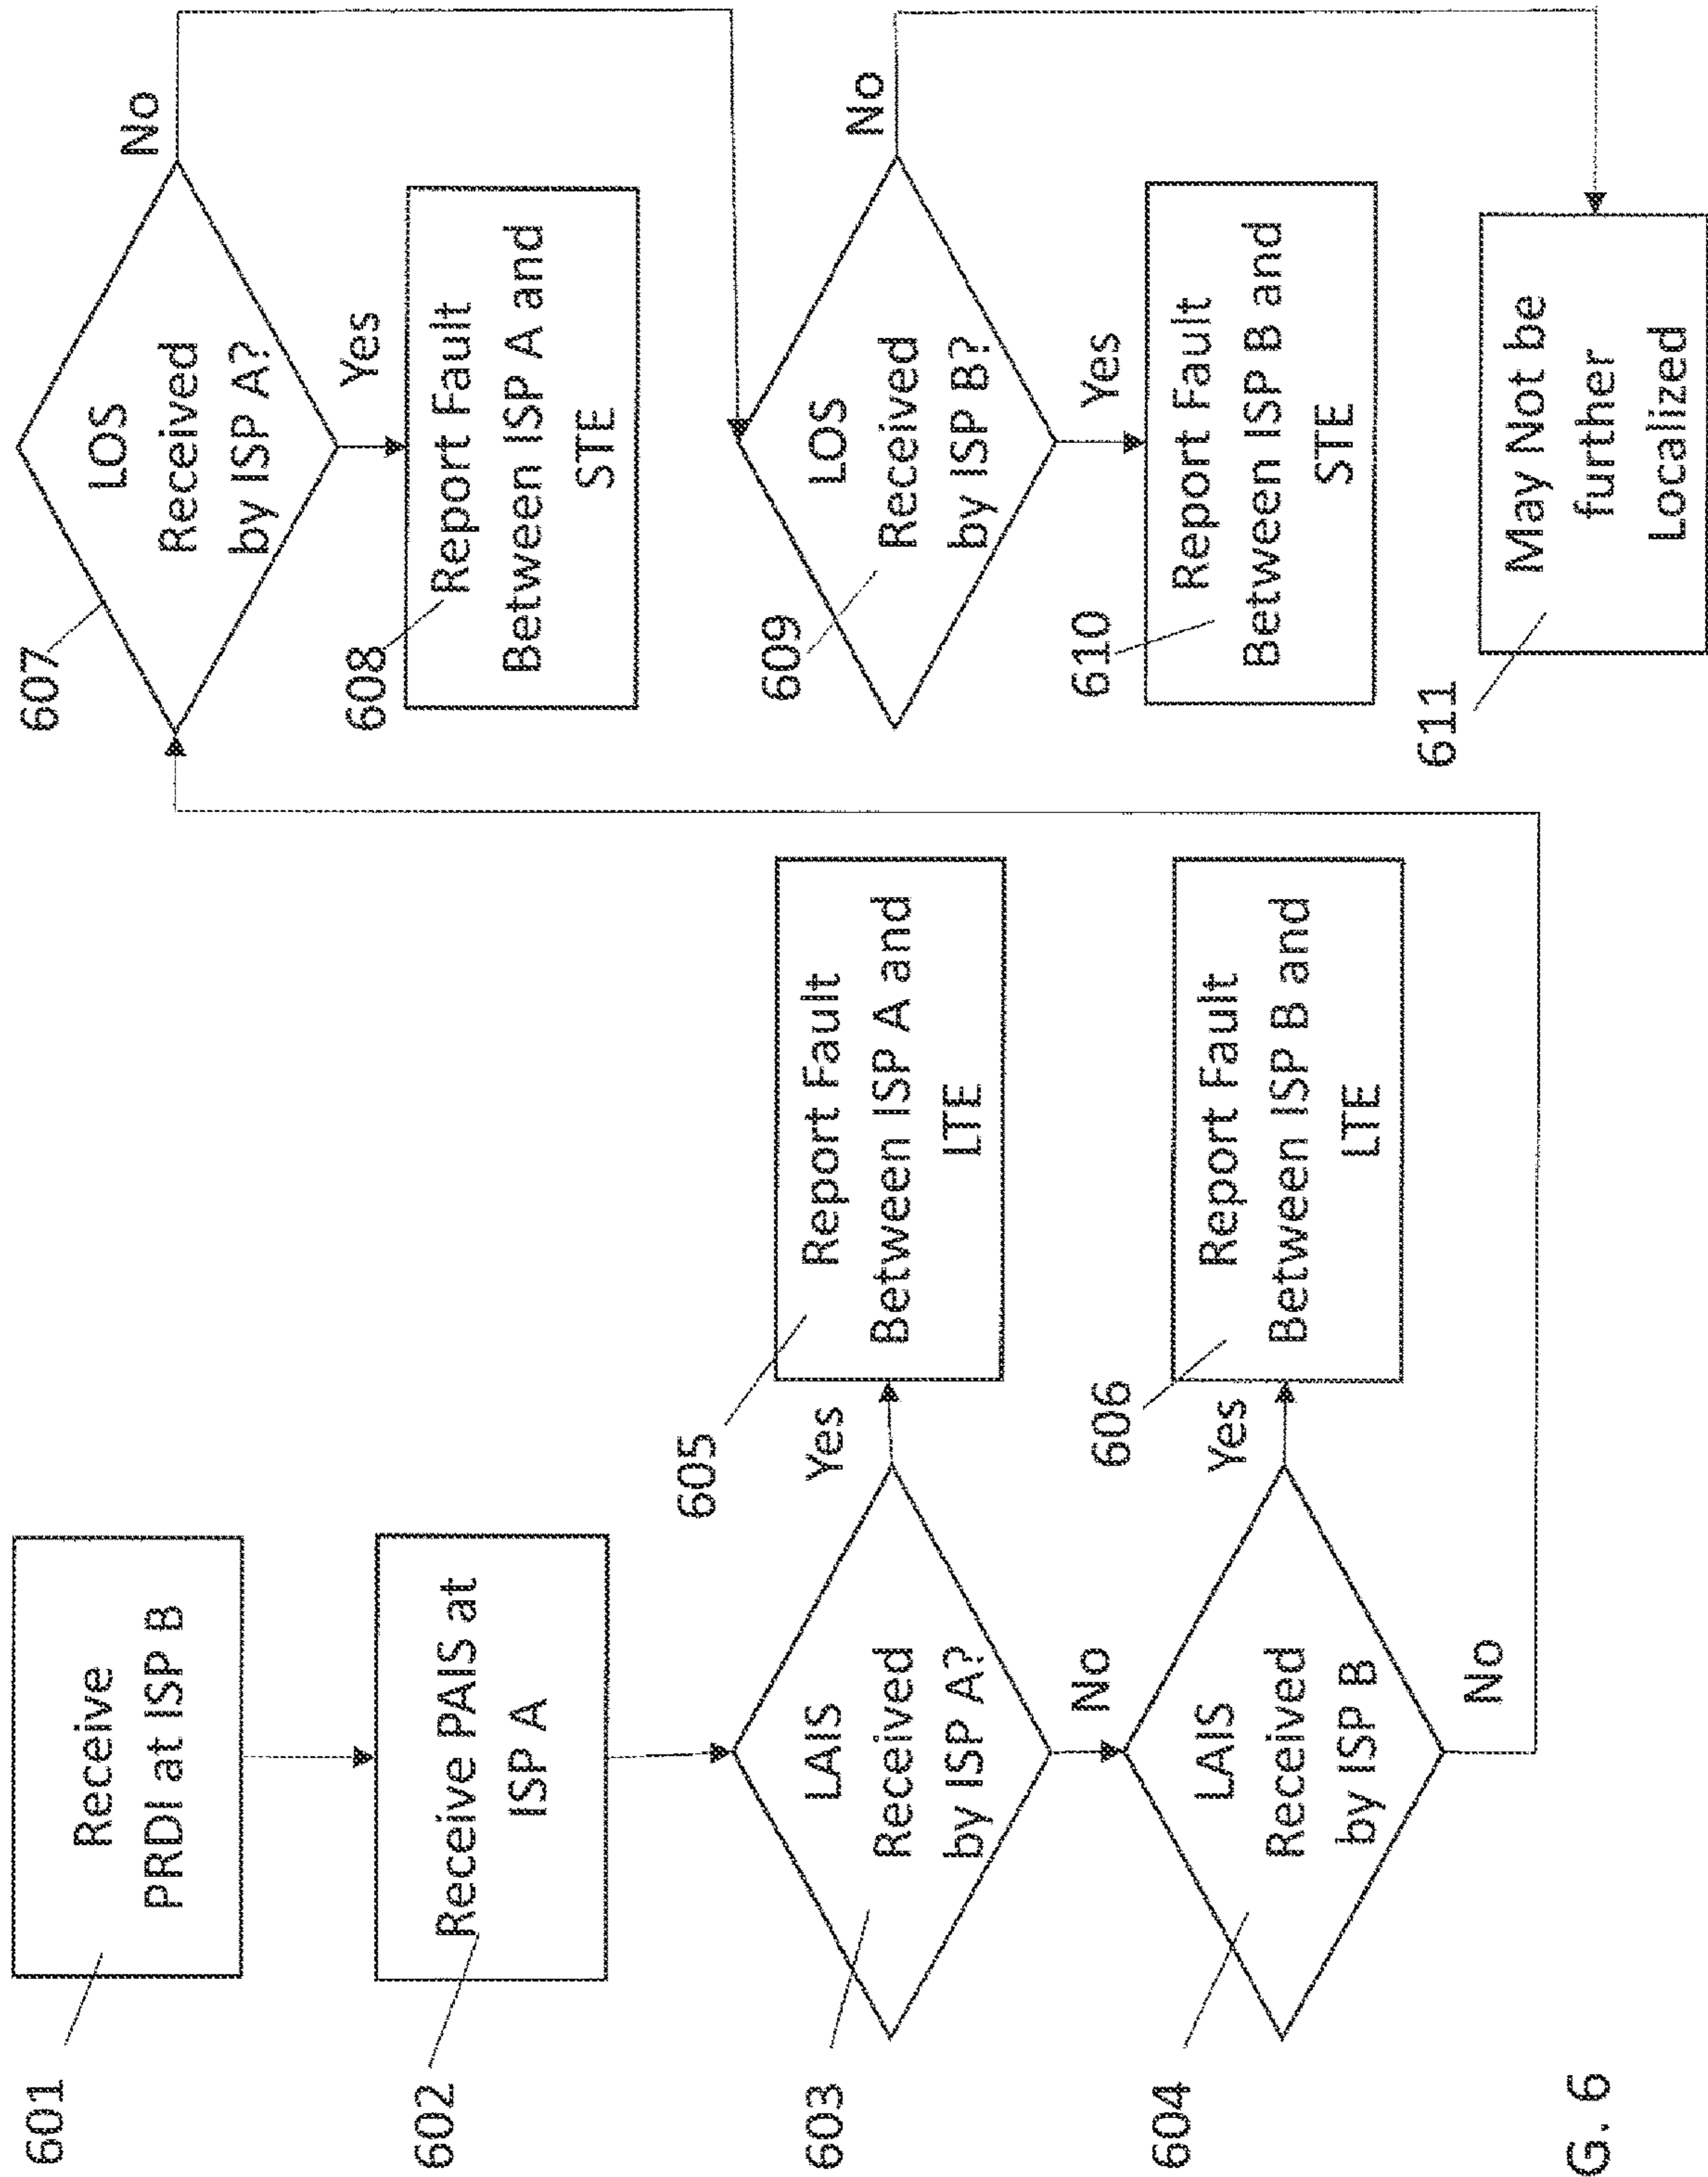 601
Receive
PRDI at ISP B
602
Receive PAIS at
ISP A
603
LAIS
Received
by ISP A?
Yes
605
Report Fault
Between ISP A and
LTE
No
604
LAIS
Received
by ISP B
Yes
606
Report Fault
Between ISP B and
LTE
No
607
LOS
Received
by ISP A?
No
Yes
608
Report Fault
Between ISP A and
STE
609
LOS
Received
by ISP B?
No
Yes
610
Report Fault
Between ISP B and
STE
611
May Not be
further
Localized
G. 6